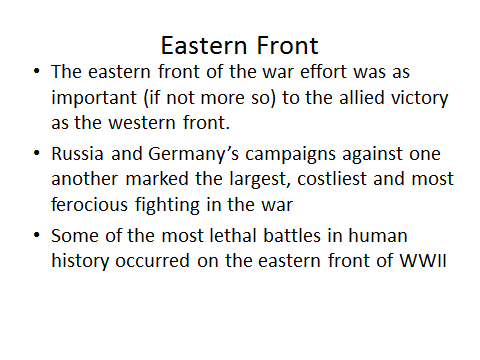 Eastern Front
• The eastern front of the war effort was as
important (if not more so) to the allied victory
as the western front.
• Russia and Germany's campaigns against one
another marked the largest, costliest and most
ferocious fighting in the war
• Some of the most lethal battles in human
history occurred on the eastern front of WWII